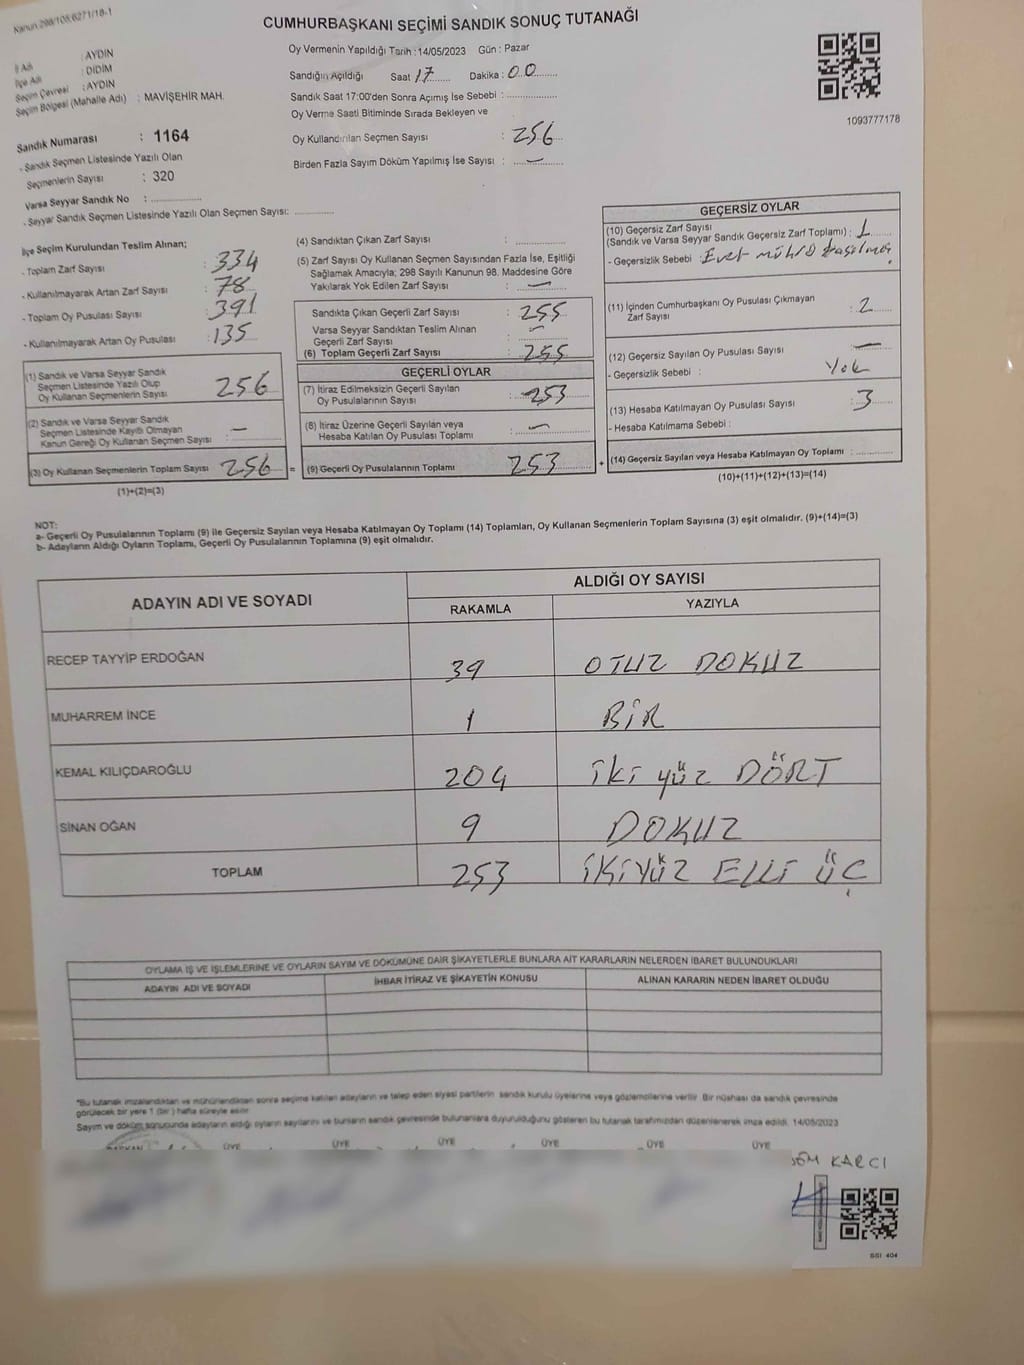 Kanun:298/108,6271/18-1
CUMHURBAŞKANI SEÇİMİ SANDIK SONUÇ TUTANAĞI
İl Adı : AYDIN
İlçe Adı : DİDİM
Seçim Çevresi : AYDIN
Seçim Bölgesi (Mahalle Adı) : MAVİŞEHİR MAH.
Sandık Numarası : 1164
- Sandık Seçmen Listesinde Yazılı Olan
Seçmenlerin Sayısı : 320
Varsa Seyyar Sandık No :
- Seyyar Sandık Seçmen Listesinde Yazılı Olan Seçmen Sayısı:
Oy Vermenin Yapıldığı Tarih : 14/05/2023 Gün : Pazar
Sandığın Açıldığı Saat 17 Dakika : 00
Sandık Saat 17:00'den Sonra Açılmış İse Sebebi :
Oy Verme Saati Bitiminde Sırada Bekleyen ve
Oy Kullandırılan Seçmen Sayısı : 256
Birden Fazla Sayım Döküm Yapılmış İse Sayısı : —
1093777178
İlçe Seçim Kurulundan Teslim Alınan;
- Toplam Zarf Sayısı : 334
- Kullanılmayarak Artan Zarf Sayısı : 78
- Toplam Oy Pusulası Sayısı : 391
- Kullanılmayarak Artan Oy Pusulası : 135
(1) Sandık ve Varsa Seyyar Sandık
Seçmen Listesinde Yazılı Olup
Oy Kullanan Seçmenlerin Sayısı : 256
(2) Sandık ve Varsa Seyyar Sandık
Seçmen Listesinde Kayıtlı Olmayan
Kanun Gereği Oy Kullanan Seçmen Sayısı : —
(3) Oy Kullanan Seçmenlerin Toplam Sayısı 256 =
(1)+(2)=(3)
(4) Sandıktan Çıkan Zarf Sayısı :
(5) Zarf Sayısı Oy Kullanan Seçmen Sayısından Fazla İse, Eşitliği
Sağlamak Amacıyla; 298 Sayılı Kanunun 98. Maddesine Göre
Yakılarak Yok Edilen Zarf Sayısı : —
Sandıkta Çıkan Geçerli Zarf Sayısı : 255
Varsa Seyyar Sandıktan Teslim Alınan
Geçerli Zarf Sayısı : —
(6) Toplam Geçerli Zarf Sayısı : 255
GEÇERLİ OYLAR
(7) İtiraz Edilmeksizin Geçerli Sayılan
Oy Pusulalarının Sayısı : 253
(8) İtiraz Üzerine Geçerli Sayılan veya
Hesaba Katılan Oy Pusulası Toplamı : —
(9) Geçerli Oy Pusulalarının Toplamı 253 +
GEÇERSİZ OYLAR
(10) Geçersiz Zarf Sayısı
(Sandık ve Varsa Seyyar Sandık Geçersiz Zarf Toplamı) : 1
- Geçersizlik Sebebi : Evet mührü basılmış
(11) İçinden Cumhurbaşkanı Oy Pusulası Çıkmayan
Zarf Sayısı : 2
(12) Geçersiz Sayılan Oy Pusulası Sayısı : —
- Geçersizlik Sebebi : Yok
(13) Hesaba Katılmayan Oy Pusulası Sayısı : 3
- Hesaba Katılmama Sebebi :
(14) Geçersiz Sayılan veya Hesaba Katılmayan Oy Toplamı :
(10)+(11)+(12)+(13)=(14)
NOT:
a- Geçerli Oy Pusulalarının Toplamı (9) ile Geçersiz Sayılan veya Hesaba Katılmayan Oy Toplamı (14) Toplamları, Oy Kullanan Seçmenlerin Toplam Sayısına (3) eşit olmalıdır. (9)+(14)=(3)
b- Adayların Aldığı Oyların Toplamı, Geçerli Oy Pusulalarının Toplamına (9) eşit olmalıdır.
ADAYIN ADI VE SOYADI
ALDIĞI OY SAYISI
RAKAMLA YAZIYLA
RECEP TAYYİP ERDOĞAN 39 OTUZ DOKUZ
MUHARREM İNCE 1 BİR
KEMAL KILIÇDAROĞLU 204 iki yüz DÖRT
SİNAN OĞAN 9 DOKUZ
TOPLAM 253 İKİYÜZ ELLİ ÜÇ
OYLAMA İŞ VE İŞLEMLERİNE VE OYLARIN SAYIM VE DÖKÜMÜNE DAİR ŞİKAYETLERLE BUNLARA AİT KARARLARIN NELERDEN İBARET BULUNDUKLARI
ADAYIN ADI VE SOYADI İHBAR İTİRAZ VE ŞİKAYETİN KONUSU ALINAN KARARIN NEDEN İBARET OLDUĞU
*Bu tutanak imzalandıktan ve mühürlendikten sonra seçime katılan adayların ve talep eden siyasi partilerin sandık kurulu üyelerine veya gözlemcilerine verilir. Bir nüshası da sandık çevresinde
görülecek bir yere 1 (bir ) hafta süreyle asılır.
Sayım ve döküm sonucunda adayların aldığı oyların sayılarını ve bunların sandık çevresinde bulunanlara duyurulduğunu gösteren bu tutanak tarafımızdan düzenlenerek imza edildi. 14/05/2023
BAŞKAN ÜYE ÜYE ÜYE ÜYE ÜYE ÜYE
KARCI
SSI 404